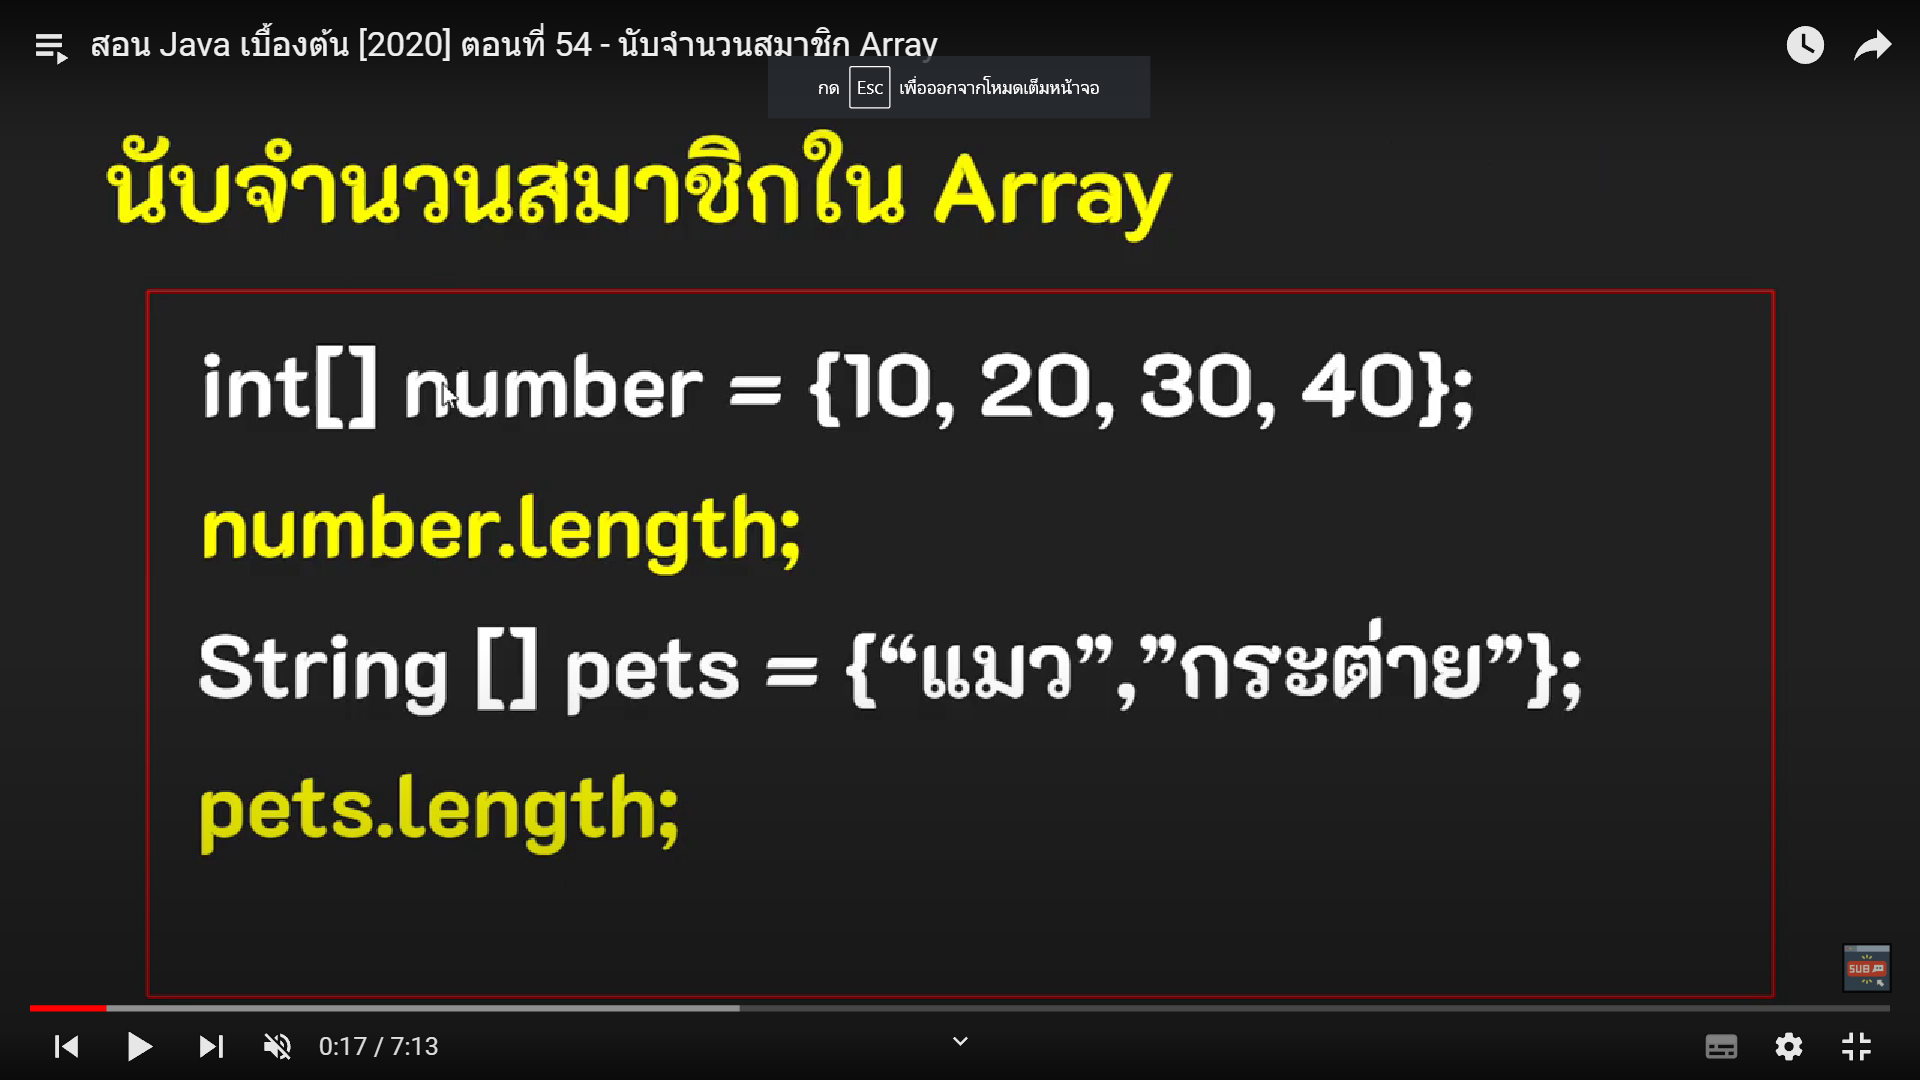 สอน Java เบื้องต้น [2020] ตอนที่ 54 - นับจำนวนสมาชิก Array
กด Esc เพื่อออกจากโหมดเต็มหน้าจอ
นับจำนวนสมาชิกใน Array
int[] number = {10, 20, 30, 40};
number.length;
String [] pets = {“แมว”,”กระต่าย”};
pets.length;
SUB
0:17 / 7:13